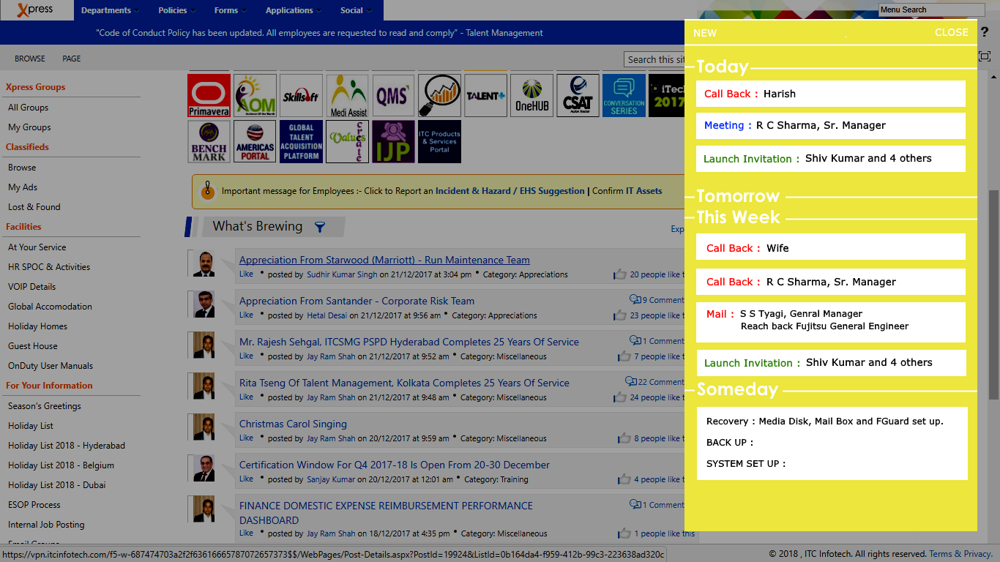 Xpress
Departments
Policies
Forms
Applications
Social
Menu Search
"Code of Conduct Policy has been updated. All employees are requested to read and comply" - Talent Management
?
BROWSE
PAGE
Search this sit
Xpress Groups
All Groups
My Groups
Classifieds
Browse
My Ads
Lost & Found
Facilities
At Your Service
HR SPOC & Activities
VOIP Details
Global Accomodation
Holiday Homes
Guest House
OnDuty User Manuals
For Your Information
Season's Greetings
Holiday List
Holiday List 2018 - Hyderabad
Holiday List 2018 - Belgium
Holiday List 2018 - Dubai
ESOP Process
Internal Job Posting
Email Groups
Primavera
Skillsoft
Medi Assist
QMS
TALENT+
OneHUB
CSAT
CONVERSATION
SERIES
iTech
2017
BENCH
MARK
AMERICAS
PORTAL
GLOBAL
TALENT
ACQUISITION
PLATFORM
Values
create
IJP
ITC Products
& Services
Portal
Important message for Employees :- Click to Report an Incident & Hazard / EHS Suggestion | Confirm IT Assets
What's Brewing
Exp
Appreciation From Starwood (Marriott) - Run Maintenance Team
Like • posted by Sudhir Kumar Singh on 21/12/2017 at 3:04 pm • Category: Appreciations
20 people like t
Appreciation From Santander - Corporate Risk Team
9 Comment
Like • posted by Hetal Desai on 21/12/2017 at 9:56 am • Category: Appreciations
23 people like t
Mr. Rajesh Sehgal, ITCSMG PSPD Hyderabad Completes 25 Years Of Service
1 Comment
Like • posted by Jay Ram Shah on 21/12/2017 at 9:52 am • Category: Miscellaneous
7 people like t
Rita Tseng Of Talent Management, Kolkata Completes 25 Years Of Service
22 Comment
Like • posted by Jay Ram Shah on 21/12/2017 at 9:48 am • Category: Miscellaneous
24 people like t
Christmas Carol Singing
Like • posted by Jay Ram Shah on 20/12/2017 at 9:59 am • Category: Miscellaneous
8 people like t
Certification Window For Q4 2017-18 Is Open From 20-30 December
Like • posted by Sanjay Kumar on 20/12/2017 at 12:01 am • Category: Training
4 people like t
FINANCE DOMESTIC EXPENSE REIMBURSEMENT PERFORMANCE
DASHBOARD
1 Comment
Like • posted by Jay Ram Shah on 18/12/2017 at 4:35 pm • Category: Miscellaneous
1 people like this
NEW
CLOSE
Today
Call Back : Harish
Meeting : R C Sharma, Sr. Manager
Launch Invitation : Shiv Kumar and 4 others
Tomorrow
This Week
Call Back : Wife
Call Back : R C Sharma, Sr. Manager
Mail : S S Tyagi, Genral Manager
Reach back Fujitsu General Engineer
Launch Invitation : Shiv Kumar and 4 others
Someday
Recovery : Media Disk, Mail Box and FGuard set up.
BACK UP :
SYSTEM SET UP :
https://vpn.itcinfotech.com/f5-w-687474703a2f2f63616665787072657373$$/WebPages/Post-Details.aspx?PostId=19924&ListId=0b164da4-f959-412b-99c3-223638ad320c
© 2018 , ITC Infotech. All rights reserved. Terms & Privacy.